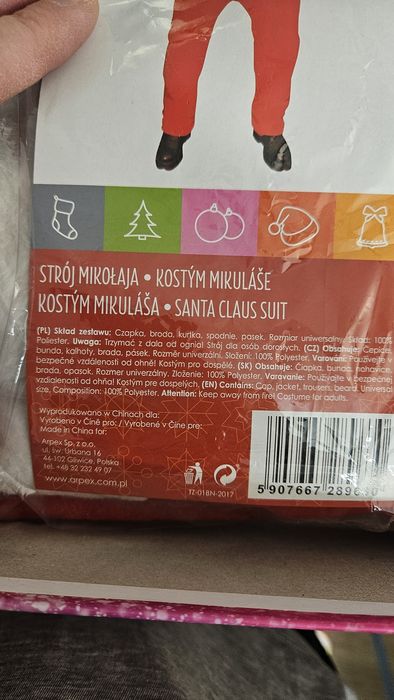 STRÓJ MIKOŁAJA • KOSTÝM MIKULÁŠE •
KOSTÝM MIKULÁŠA • SANTA CLAUS SUIT
(PL) Skład zestawu: Czapka, broda, kurtka, spodnie, pasek. Rozmiar uniwersalny. Skład: 100%
Poliester. Uwaga: Trzymać z dala od ognia! Strój dla osób dorosłych. (CZ) Obsahuje: Čepice,
bunda, kalhoty, brada, pásek. Rozměr univerzální. Složení: 100% Polyester. Varování: Používejte v
bezpečné vzdálenosti od ohně! Kostým pro dospělé. (SK) Obsahuje: Čiapka, bunda, nohavice,
brada, opasok. Rozmer univerzálny. Zloženie: 100% Polyester. Varovanie: Používajte v bezpečnej
vzdialenosti od ohňa! Kostým pre dospelých. (EN) Contains: Cap, jacket, trousers, beard. Universal
size. Composition: 100% Polyester. Attention: Keep away from fire! Costume for adults.
Wyprodukowano w Chinach dla:
Vyrobeno v Číně pro: / Vyrobené v Číne pre:
Made in China for:
Arpex Sp. z o.o.
ul. św. Urbana 16
44-102 Gliwice, Polska
tel. +48 32 232 49 07
www.arpex.com.pl
TZ-01BN-2017
5 907667 289